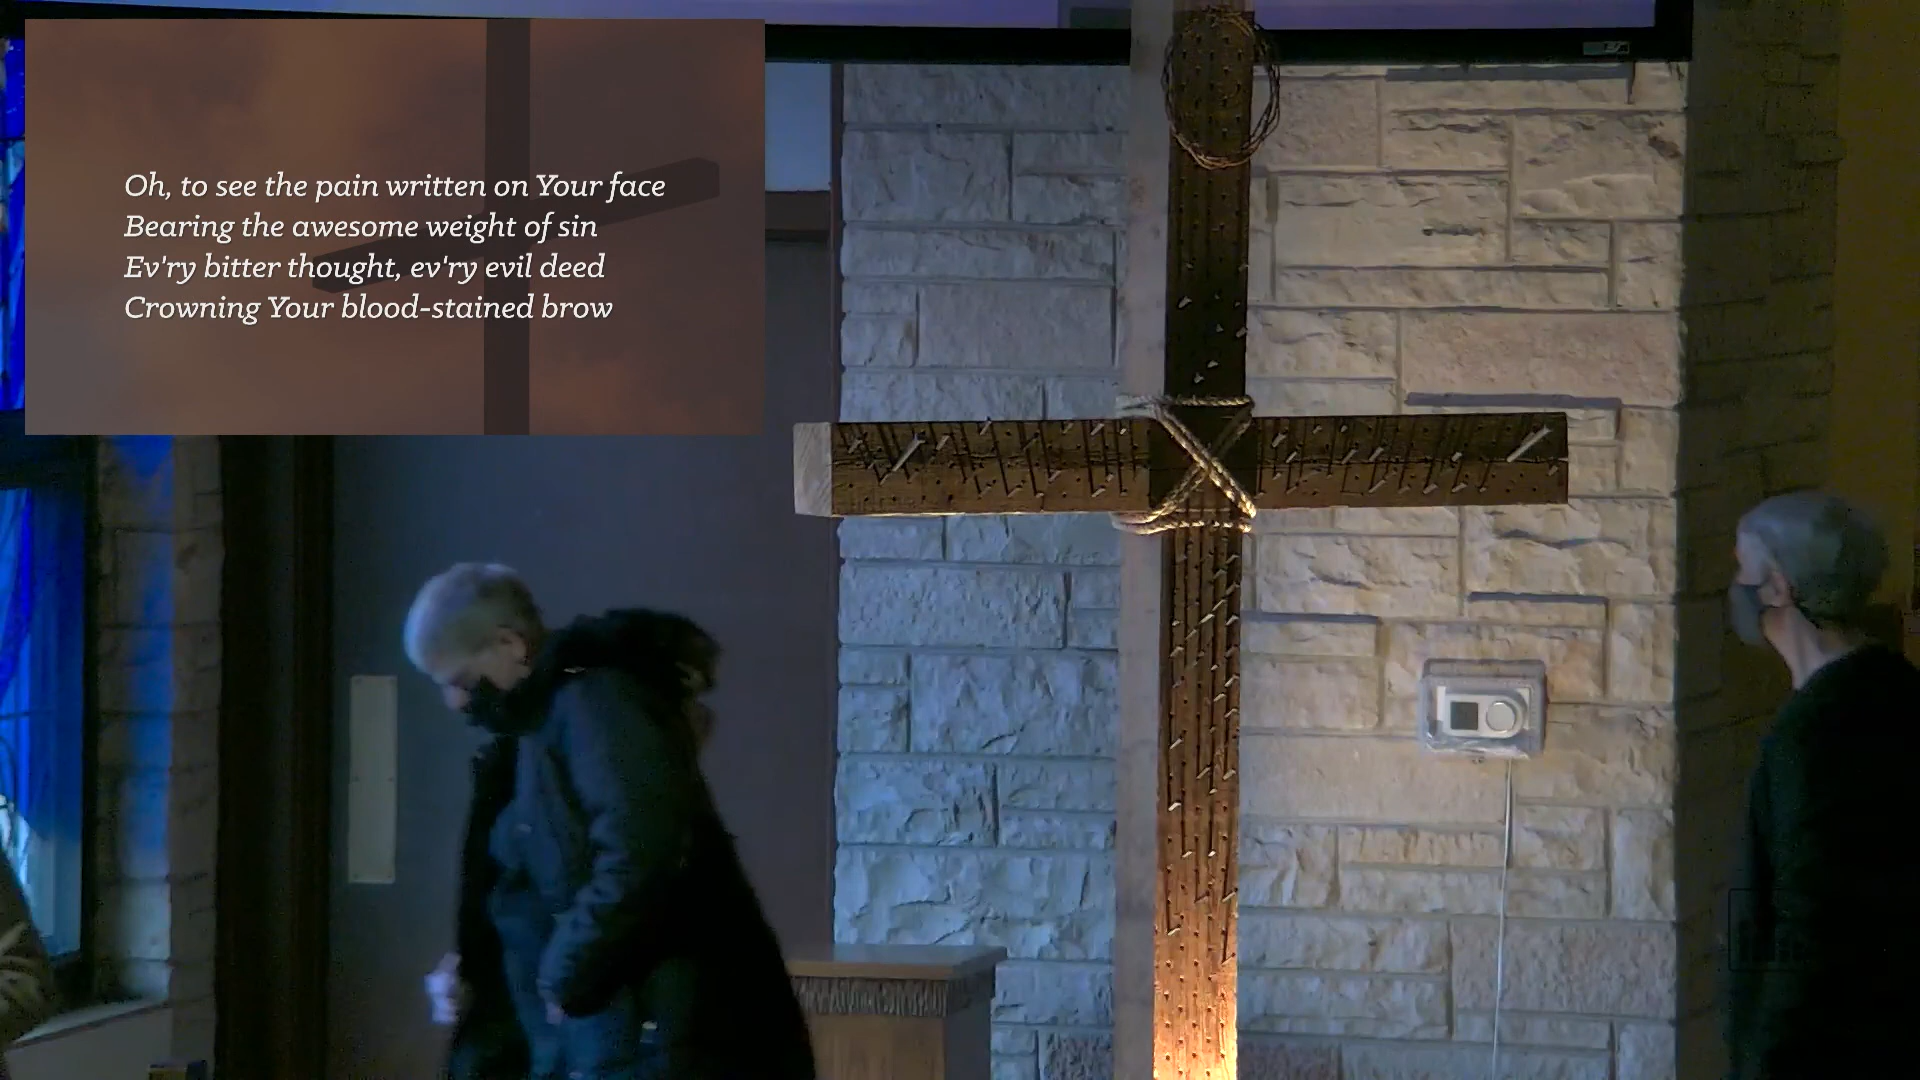 Oh, to see the pain written on Your face
Bearing the awesome weight of sin
Ev'ry bitter thought, ev'ry evil deed
Crowning Your blood-stained brow